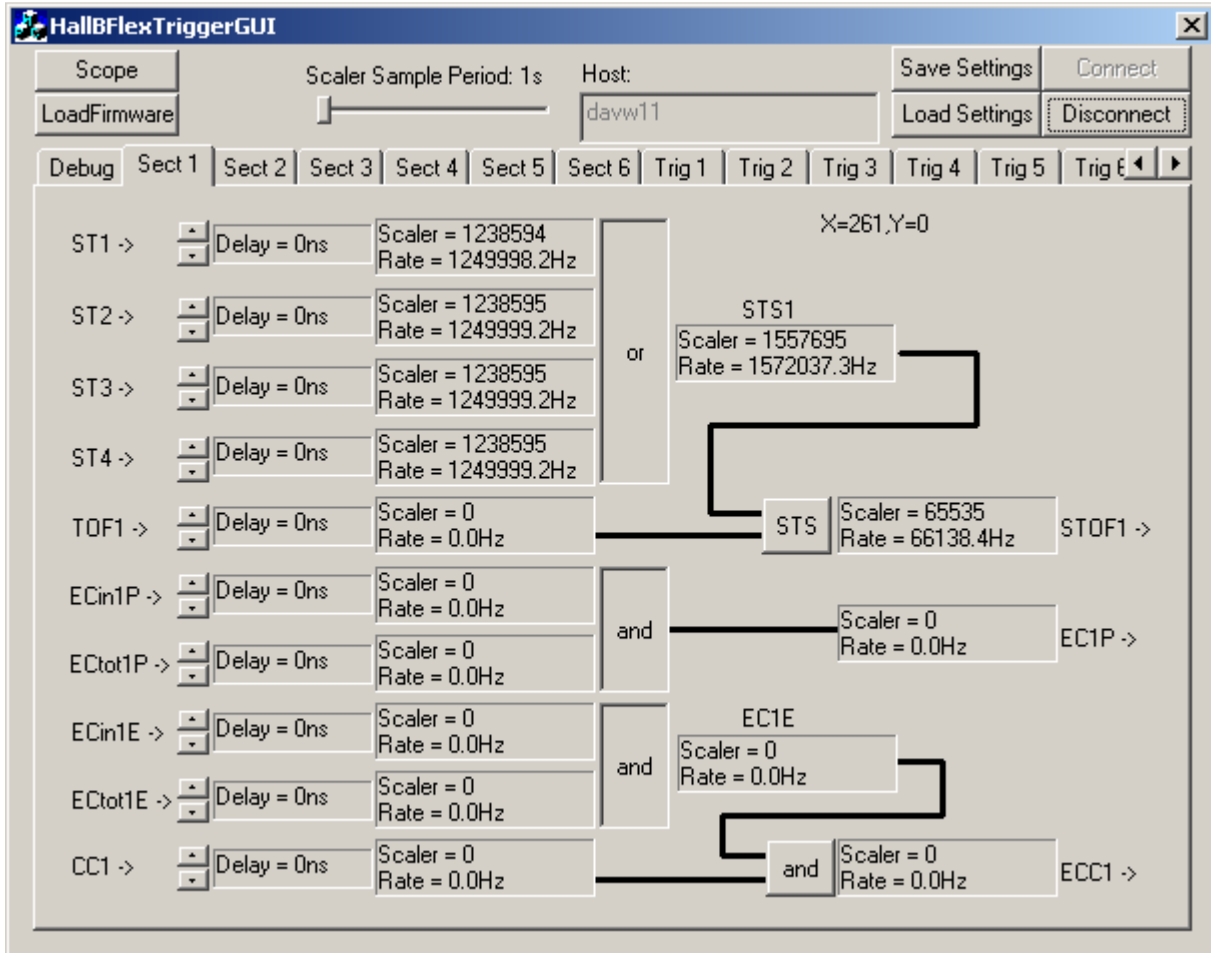 HallBFlexTriggerGUI
Scope
Scaler Sample Period: 1s
Host:
Save Settings
Connect
LoadFirmware
davw11
Load Settings
Disconnect
Debug Sect 1 Sect 2 Sect 3 Sect 4 Sect 5 Sect 6 Trig 1 Trig 2 Trig 3 Trig 4 Trig 5 Trig 6
X=261,Y=0
ST1 ->
Delay = 0ns
Scaler = 1238594
Rate = 1249998.2Hz
ST2 ->
Delay = 0ns
Scaler = 1238595
Rate = 1249999.2Hz
ST3 ->
Delay = 0ns
Scaler = 1238595
Rate = 1249999.2Hz
ST4 ->
Delay = 0ns
Scaler = 1238595
Rate = 1249999.2Hz
or
STS1
Scaler = 1557695
Rate = 1572037.3Hz
TOF1 ->
Delay = 0ns
Scaler = 0
Rate = 0.0Hz
STS
Scaler = 65535
Rate = 66138.4Hz
STOF1 ->
ECin1P ->
Delay = 0ns
Scaler = 0
Rate = 0.0Hz
ECtot1P ->
Delay = 0ns
Scaler = 0
Rate = 0.0Hz
and
Scaler = 0
Rate = 0.0Hz
EC1P ->
ECin1E ->
Delay = 0ns
Scaler = 0
Rate = 0.0Hz
ECtot1E ->
Delay = 0ns
Scaler = 0
Rate = 0.0Hz
and
EC1E
Scaler = 0
Rate = 0.0Hz
CC1 ->
Delay = 0ns
Scaler = 0
Rate = 0.0Hz
and
Scaler = 0
Rate = 0.0Hz
ECC1 ->